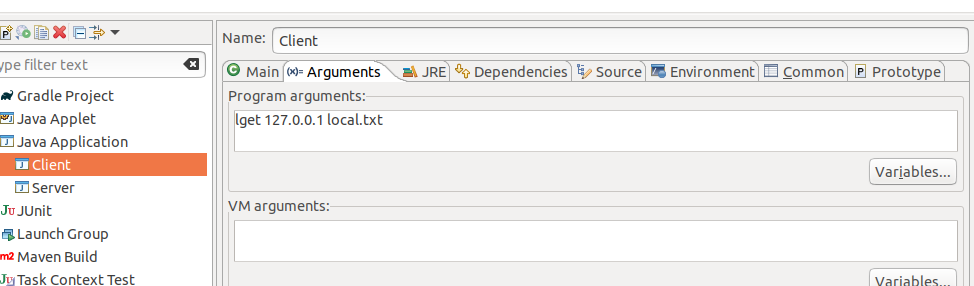 Name: Client
ype filter text
Main (x)= Arguments JRE Dependencies Source Environment Common Prototype
Gradle Project
Java Applet
Java Application
Client
Server
JUnit
Launch Group
m2 Maven Build
Task Context Test
Program arguments:
lget 127.0.0.1 local.txt
Variables...
VM arguments:
Variables...